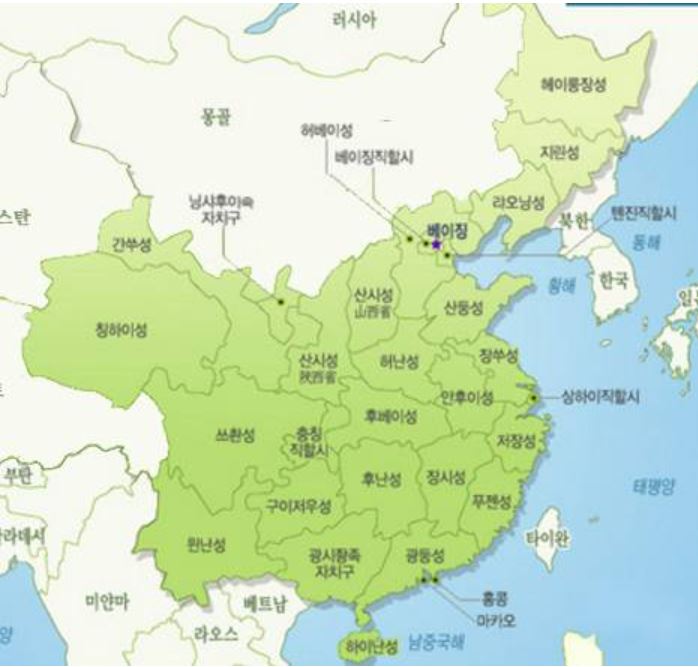 러시아
헤이룽장성
몽골
허베이성
베이징직할시
지린성
닝샤후이족
자치구
랴오닝성
스탄
베이징
북한
톈진직할시
간쑤성
동해
황해
한국
산시성
山西省
산둥성
칭하이성
산시성
陝西省
허난성
장쑤성
안후이성
상하이직할시
후베이성
쓰촨성
충칭
직할시
저장성
후난성
장시성
부탄
태평양
구이저우성
푸젠성
라데시
윈난성
타이완
광시좡족
자치구
광둥성
미얀마
베트남
홍콩
마카오
양
라오스
하이난성
남중국해